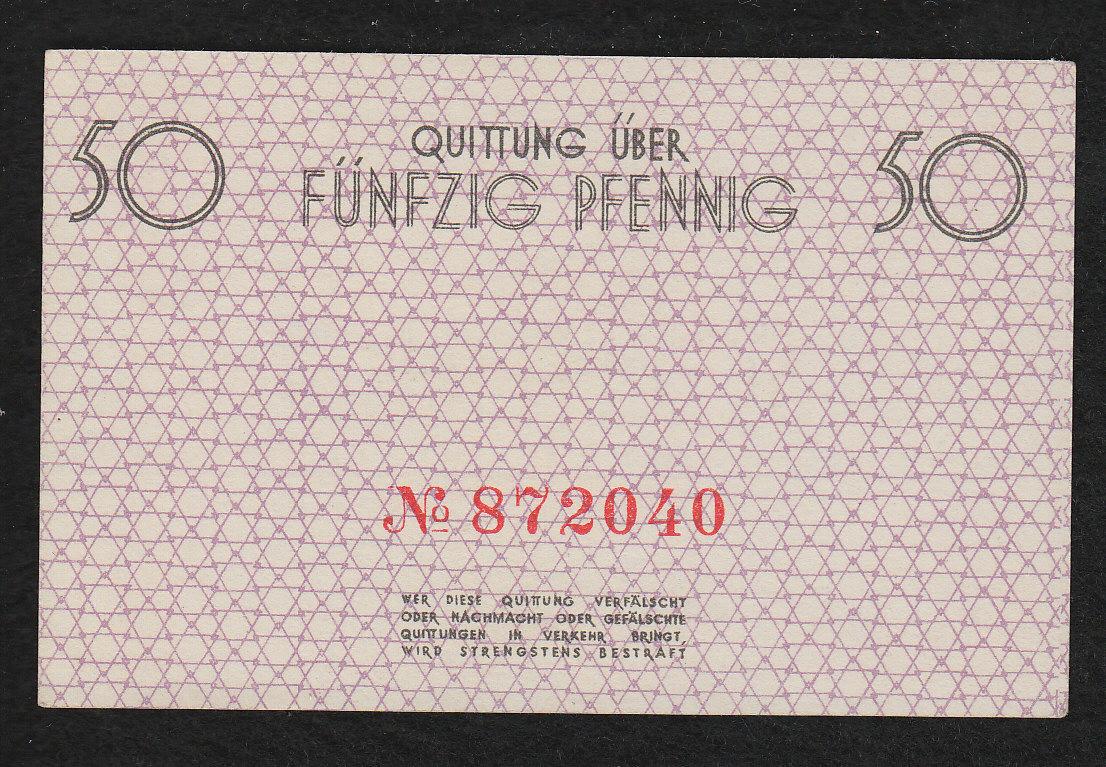 50
QUITTUNG ÜBER
FÜNFZIG PFENNIG
50
№ 872040
WER DIESE QUITTUNG VERFÄLSCHT
ODER NACHMACHT ODER GEFÄLSCHTE
QUITTUNGEN IN VERKEHR BRINGT,
WIRD STRENGSTENS BESTRAFT